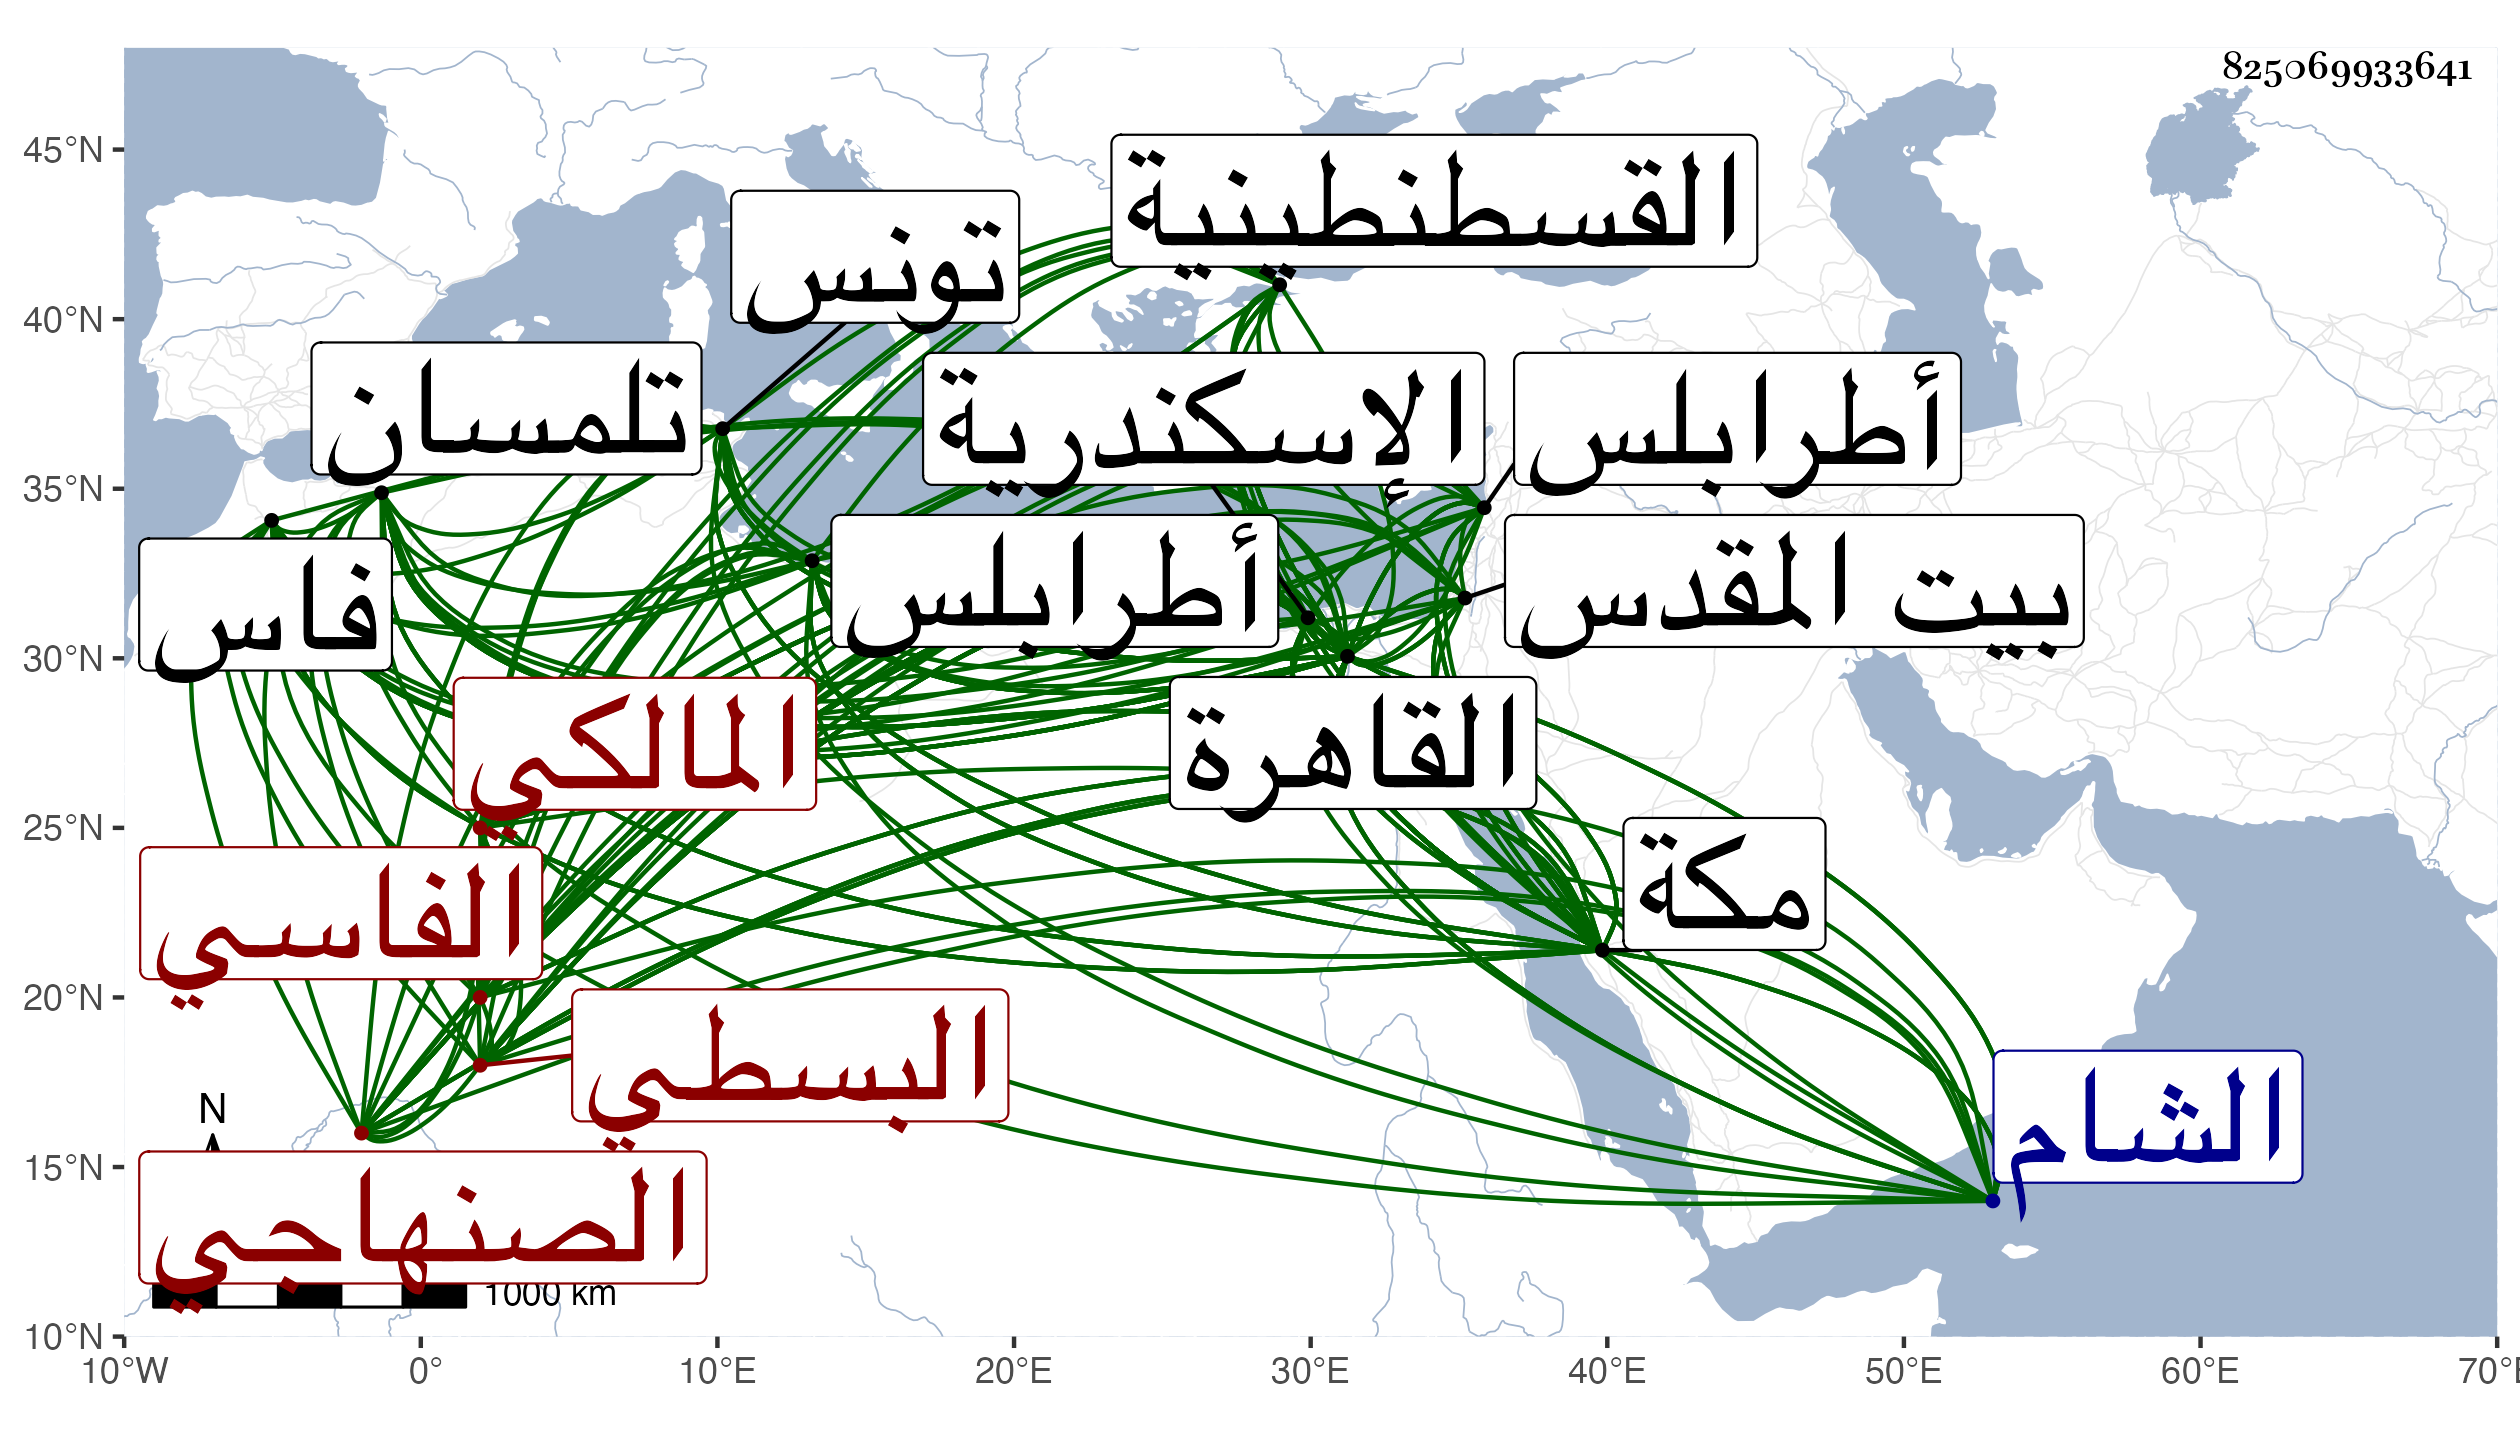 825069933641
45°N
القسطنطينية
تونس
40°N
تلمسان
الإسكندرية
أطرابلس
35°N
فاس
أطرابلس
بيت المقدس
30°N
المالكي
القاهرة
25°N
الفاسي
مكة
20°N
البسطي
الشام
N
15°N
الصنهاجي
1000 km
10°N
10°W
0°
10°E
20°E
30°E
40°E
50°E
60°E
70°E